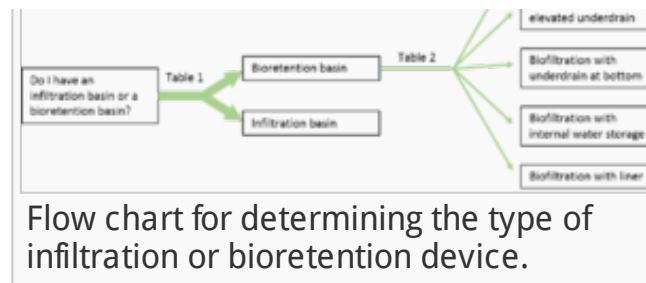 elevated underdrain
Do I have an
infiltration basin or a
bioretention basin?
Table 1
Bioretention basin
Infiltration basin
Table 2
Biofiltration with
underdrain at bottom
Biofiltration with
internal water storage
Biofiltration with liner
Flow chart for determining the type of
infiltration or bioretention device.